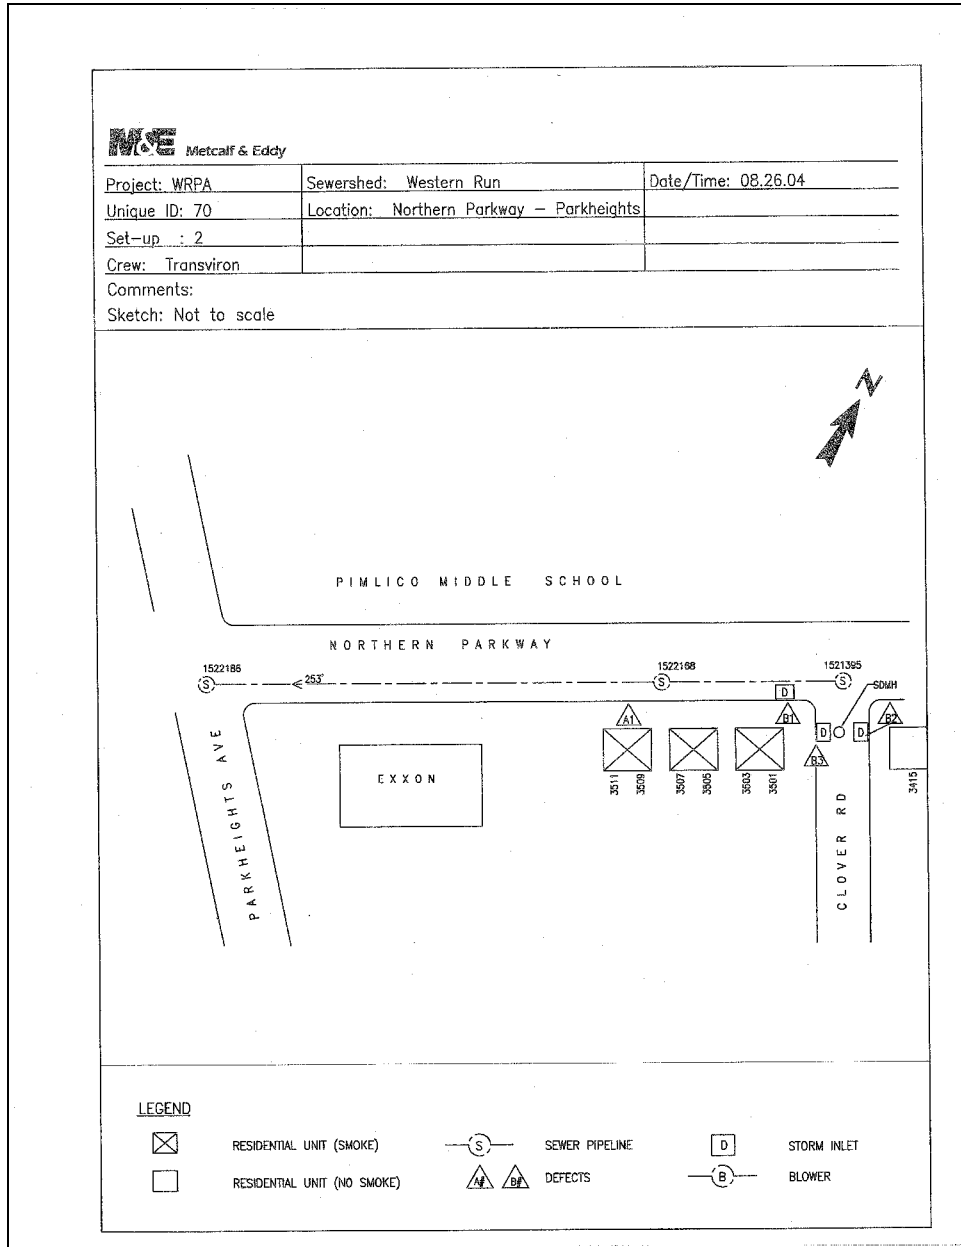 M&E Metcalf & Eddy
Project: WRPA
Sewershed: Western Run
Date/Time: 08.26.04
Unique ID: 70
Location: Northern Parkway – Parkheights
Set-up : 2
Crew: Transviron
Comments:
Sketch: Not to scale
N
PIMLICO MIDDLE SCHOOL
NORTHERN PARKWAY
1522186
1522168
1521395
S
253°
S
S
SDMH
D
A1
B1
B2
D
D
B3
EXXON
3511
3509
3507
3505
3503
3501
3415
PARKHEIGHTS AVE
CLOVER RD
LEGEND
RESIDENTIAL UNIT (SMOKE)
S
SEWER PIPELINE
D
STORM INLET
RESIDENTIAL UNIT (NO SMOKE)
A#
B#
DEFECTS
B
BLOWER